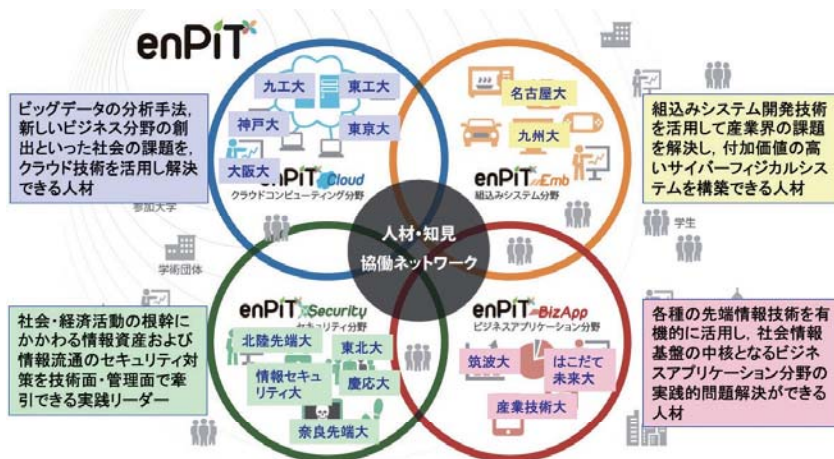 enPiT
ビッグデータの分析手法,
新しいビジネス分野の創
出といった社会の課題を,
クラウド技術を活用し解決
できる人材
参加大学
学術団体
九工大
東工大
神戸大
東京大
大阪大
enPiT Cloud
クラウドコンピューティング分野
名古屋大
九州大
enPiT Emb
組込みシステム分野
組込みシステム開発技術
を活用して産業界の課題
を解決し,付加価値の高
いサイバーフィジカルシス
テムを構築できる人材
学生
人材・知見
協働ネットワーク
社会・経済活動の根幹に
かかわる情報資産および
情報流通のセキュリティ対
策を技術面・管理面で牽
引できる実践リーダー
enPiT Security
セキュリティ分野
北陸先端大
東北大
情報セキュ
リティ大
慶応大
奈良先端大
enPiT BizApp
ビジネスアプリケーション分野
筑波大
はこだて
未来大
産業技術大
各種の先端情報技術を有
機的に活用し,社会情報
基盤の中核となるビジネ
スアプリケーション分野の
実践的問題解決ができる
人材